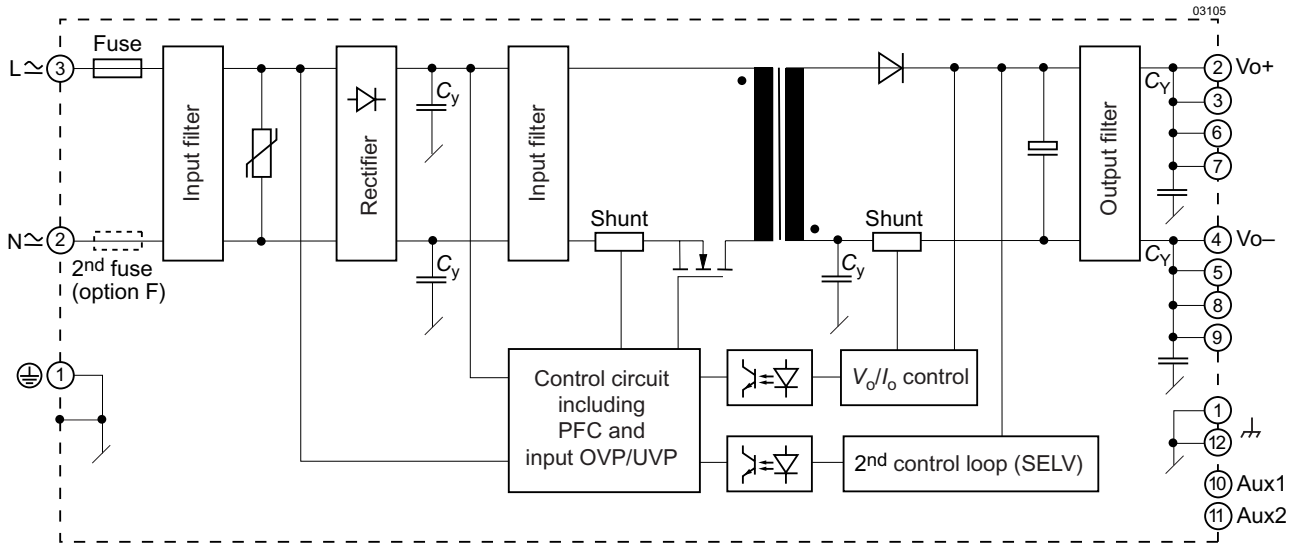 03105
Fuse
L ≃ 3
Input filter
Rectifier
Cy
Input filter
CY
Output filter
2 Vo+
3
6
7
N ≃ 2
2nd fuse
(option F)
Cy
Shunt
Shunt
Cy
CY
4 Vo–
5
8
9
1
Control circuit
including
PFC and
input OVP/UVP
Vo/Io control
2nd control loop (SELV)
1
12
10 Aux1
11 Aux2